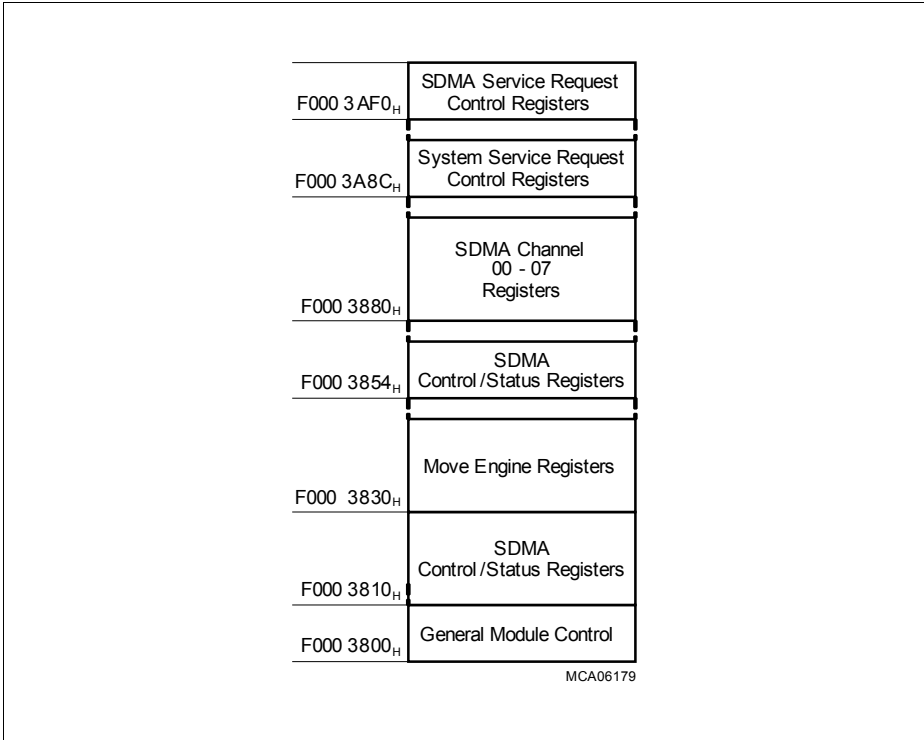 SDMA Service Request
Control Registers
F000 3AF0H
System Service Request
Control Registers
F000 3A8CH
SDMA Channel
00 - 07
Registers
F000 3880H
SDMA
Control/Status Registers
F000 3854H
Move Engine Registers
F000 3830H
SDMA
Control/Status Registers
F000 3810H
General Module Control
F000 3800H
MCA06179